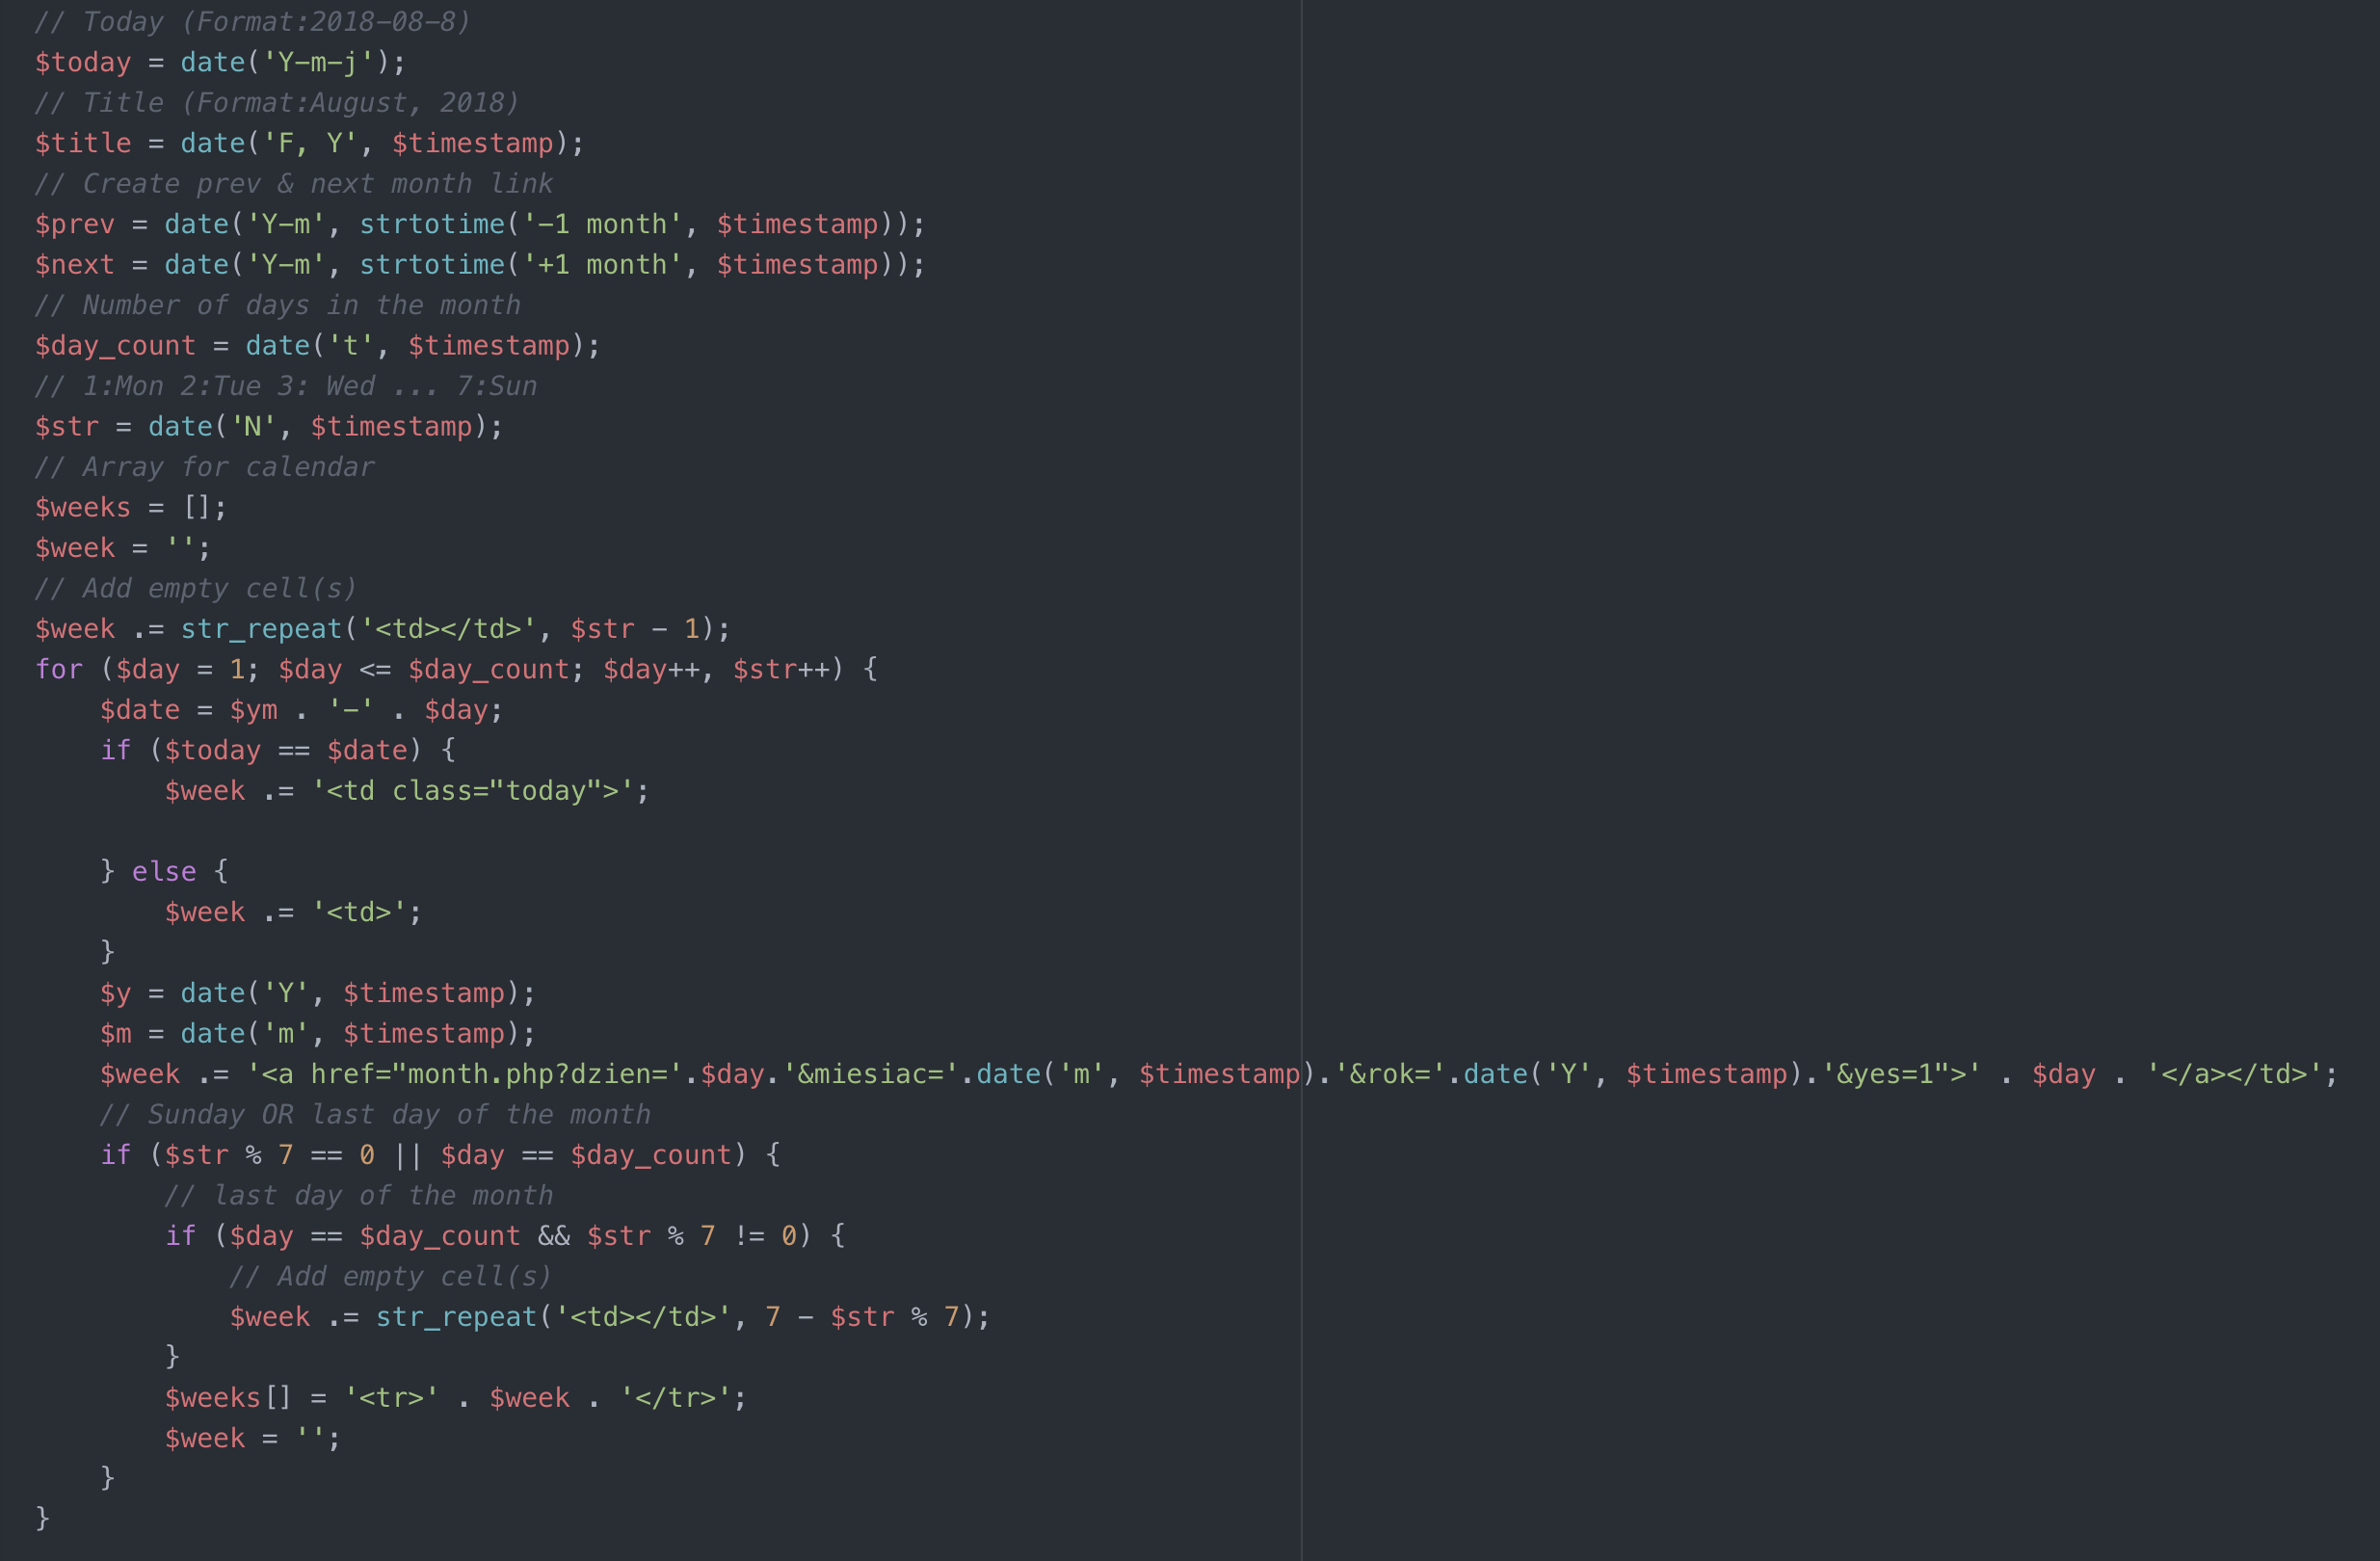 // Today (Format:2018-08-8)
$today = date('Y-m-j');
// Title (Format:August, 2018)
$title = date('F, Y', $timestamp);
// Create prev & next month link
$prev = date('Y-m', strtotime('-1 month', $timestamp));
$next = date('Y-m', strtotime('+1 month', $timestamp));
// Number of days in the month
$day_count = date('t', $timestamp);
// 1:Mon 2:Tue 3: Wed ... 7:Sun
$str = date('N', $timestamp);
// Array for calendar
$weeks = [];
$week = '';
// Add empty cell(s)
$week .= str_repeat('<td></td>', $str - 1);
for ($day = 1; $day <= $day_count; $day++, $str++) {
    $date = $ym . '-' . $day;
    if ($today == $date) {
        $week .= '<td class="today">';

    } else {
        $week .= '<td>';
    }
    $y = date('Y', $timestamp);
    $m = date('m', $timestamp);
    $week .= '<a href="month.php?dzien='.$day.'&miesiac='.date('m', $timestamp).'&rok='.date('Y', $timestamp).'&yes=1">' . $day . '</a></td>';
    // Sunday OR last day of the month
    if ($str % 7 == 0 || $day == $day_count) {
        // last day of the month
        if ($day == $day_count && $str % 7 != 0) {
            // Add empty cell(s)
            $week .= str_repeat('<td></td>', 7 - $str % 7);
        }
        $weeks[] = '<tr>' . $week . '</tr>';
        $week = '';
    }
}